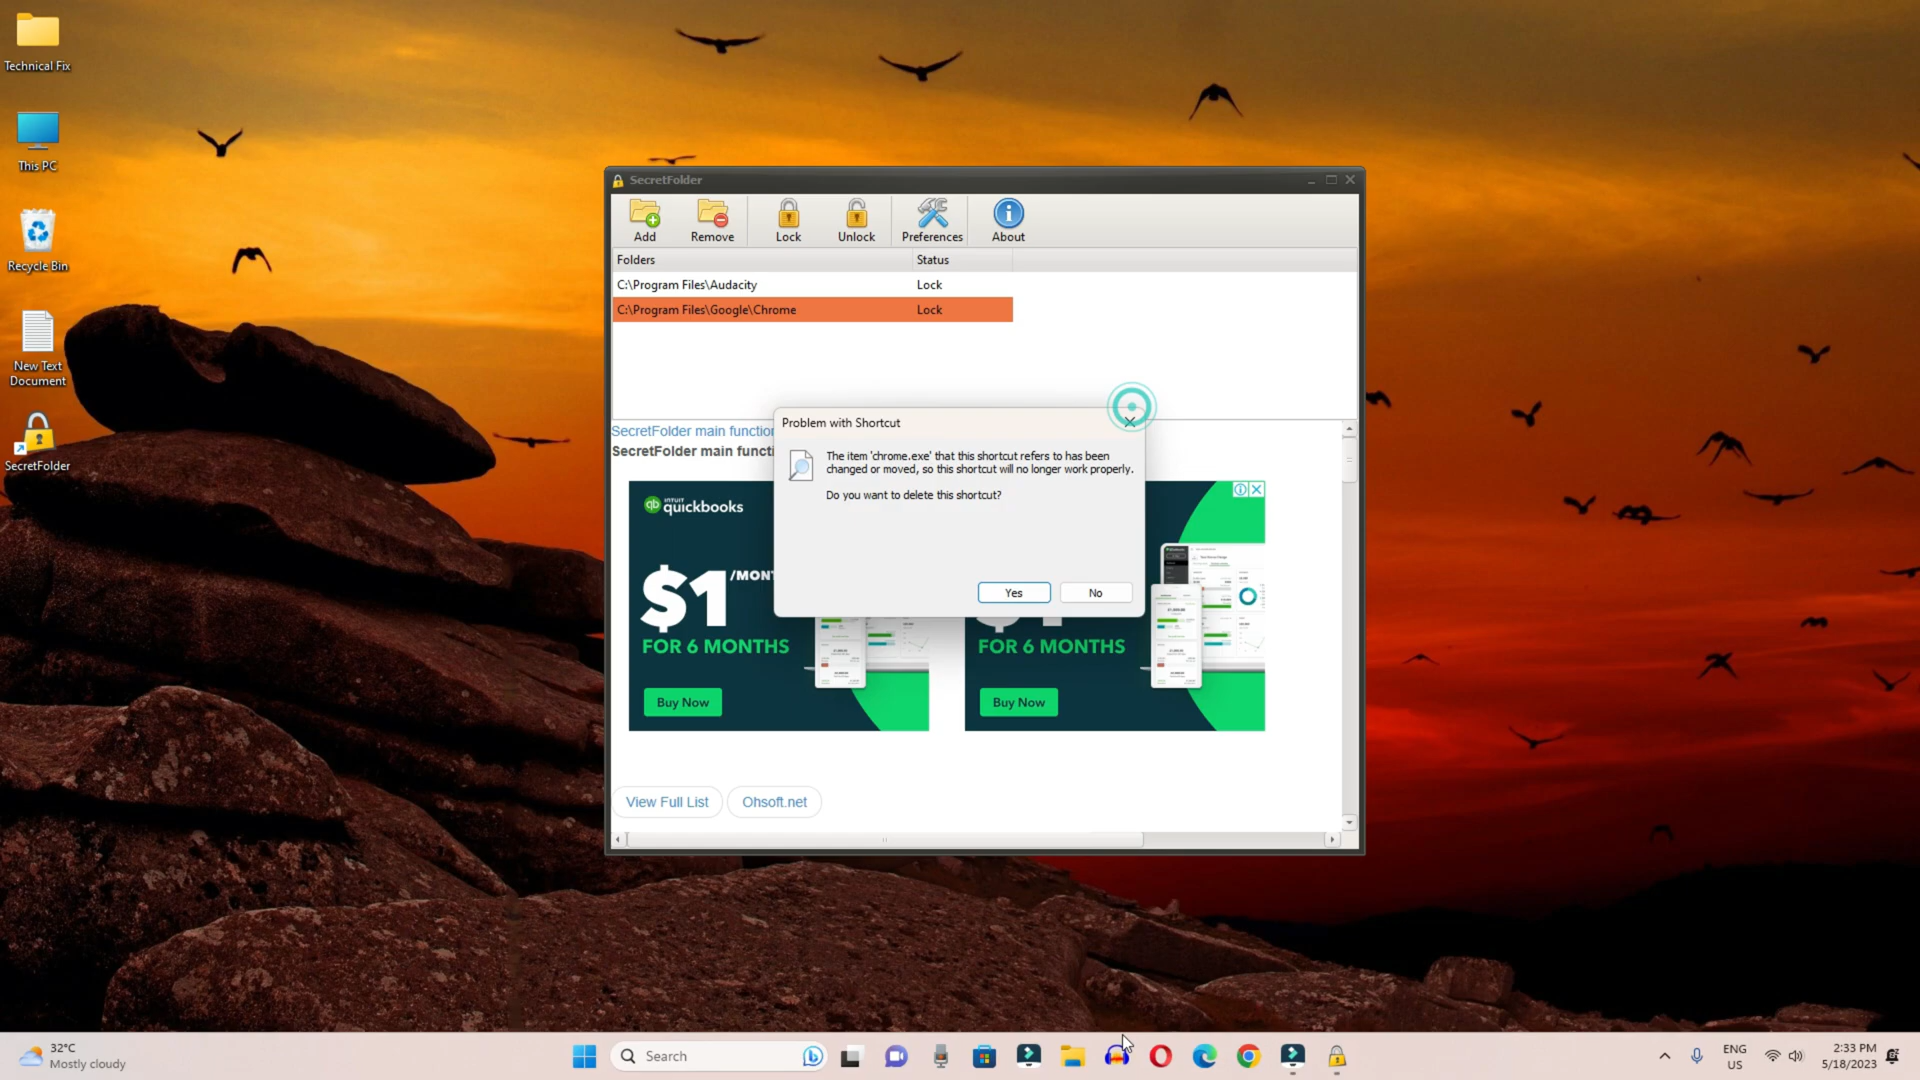 Technical Fix
This PC
Recycle Bin
New Text
Document
SecretFolder
SecretFolder
Add
Remove
Lock
Unlock
Preferences
About
Folders
Status
C:\Program Files\Audacity
Lock
C:\Program Files\Google\Chrome
Lock
SecretFolder main function
SecretFolder main functi
Problem with Shortcut
The item 'chrome.exe' that this shortcut refers to has been
changed or moved, so this shortcut will no longer work properly.
Do you want to delete this shortcut?
Yes
No
intuit
quickbooks
$1
/MON
FOR 6 MONTHS
Buy Now
FOR 6 MONTHS
Buy Now
View Full List
Ohsoft.net
32°C
Mostly cloudy
Search
ENG
US
2:33 PM
5/18/2023